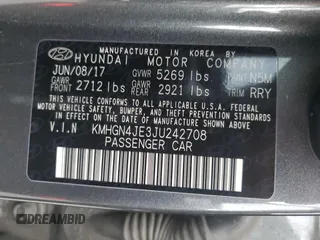 MANUFACTURED IN KOREA BY
HYUNDAI MOTOR COMPANY
JUN/08/17 GVWR 5269 lbs PAINT N5M
GAWR FRONT 2712 lbs GAWR REAR 2921 lbs TRIM RRY
THIS VEHICLE CONFORMS TO ALL APPLICABLE FEDERAL
MOTOR VEHICLE SAFETY, BUMPER, AND THEFT
PREVENTION STANDARDS IN EFFECT ON THE DATE OF
MANUFACTURE SHOWN ABOVE.
V.I.N KMHGN4JE3JU242708
PASSENGER CAR
DREAMBID